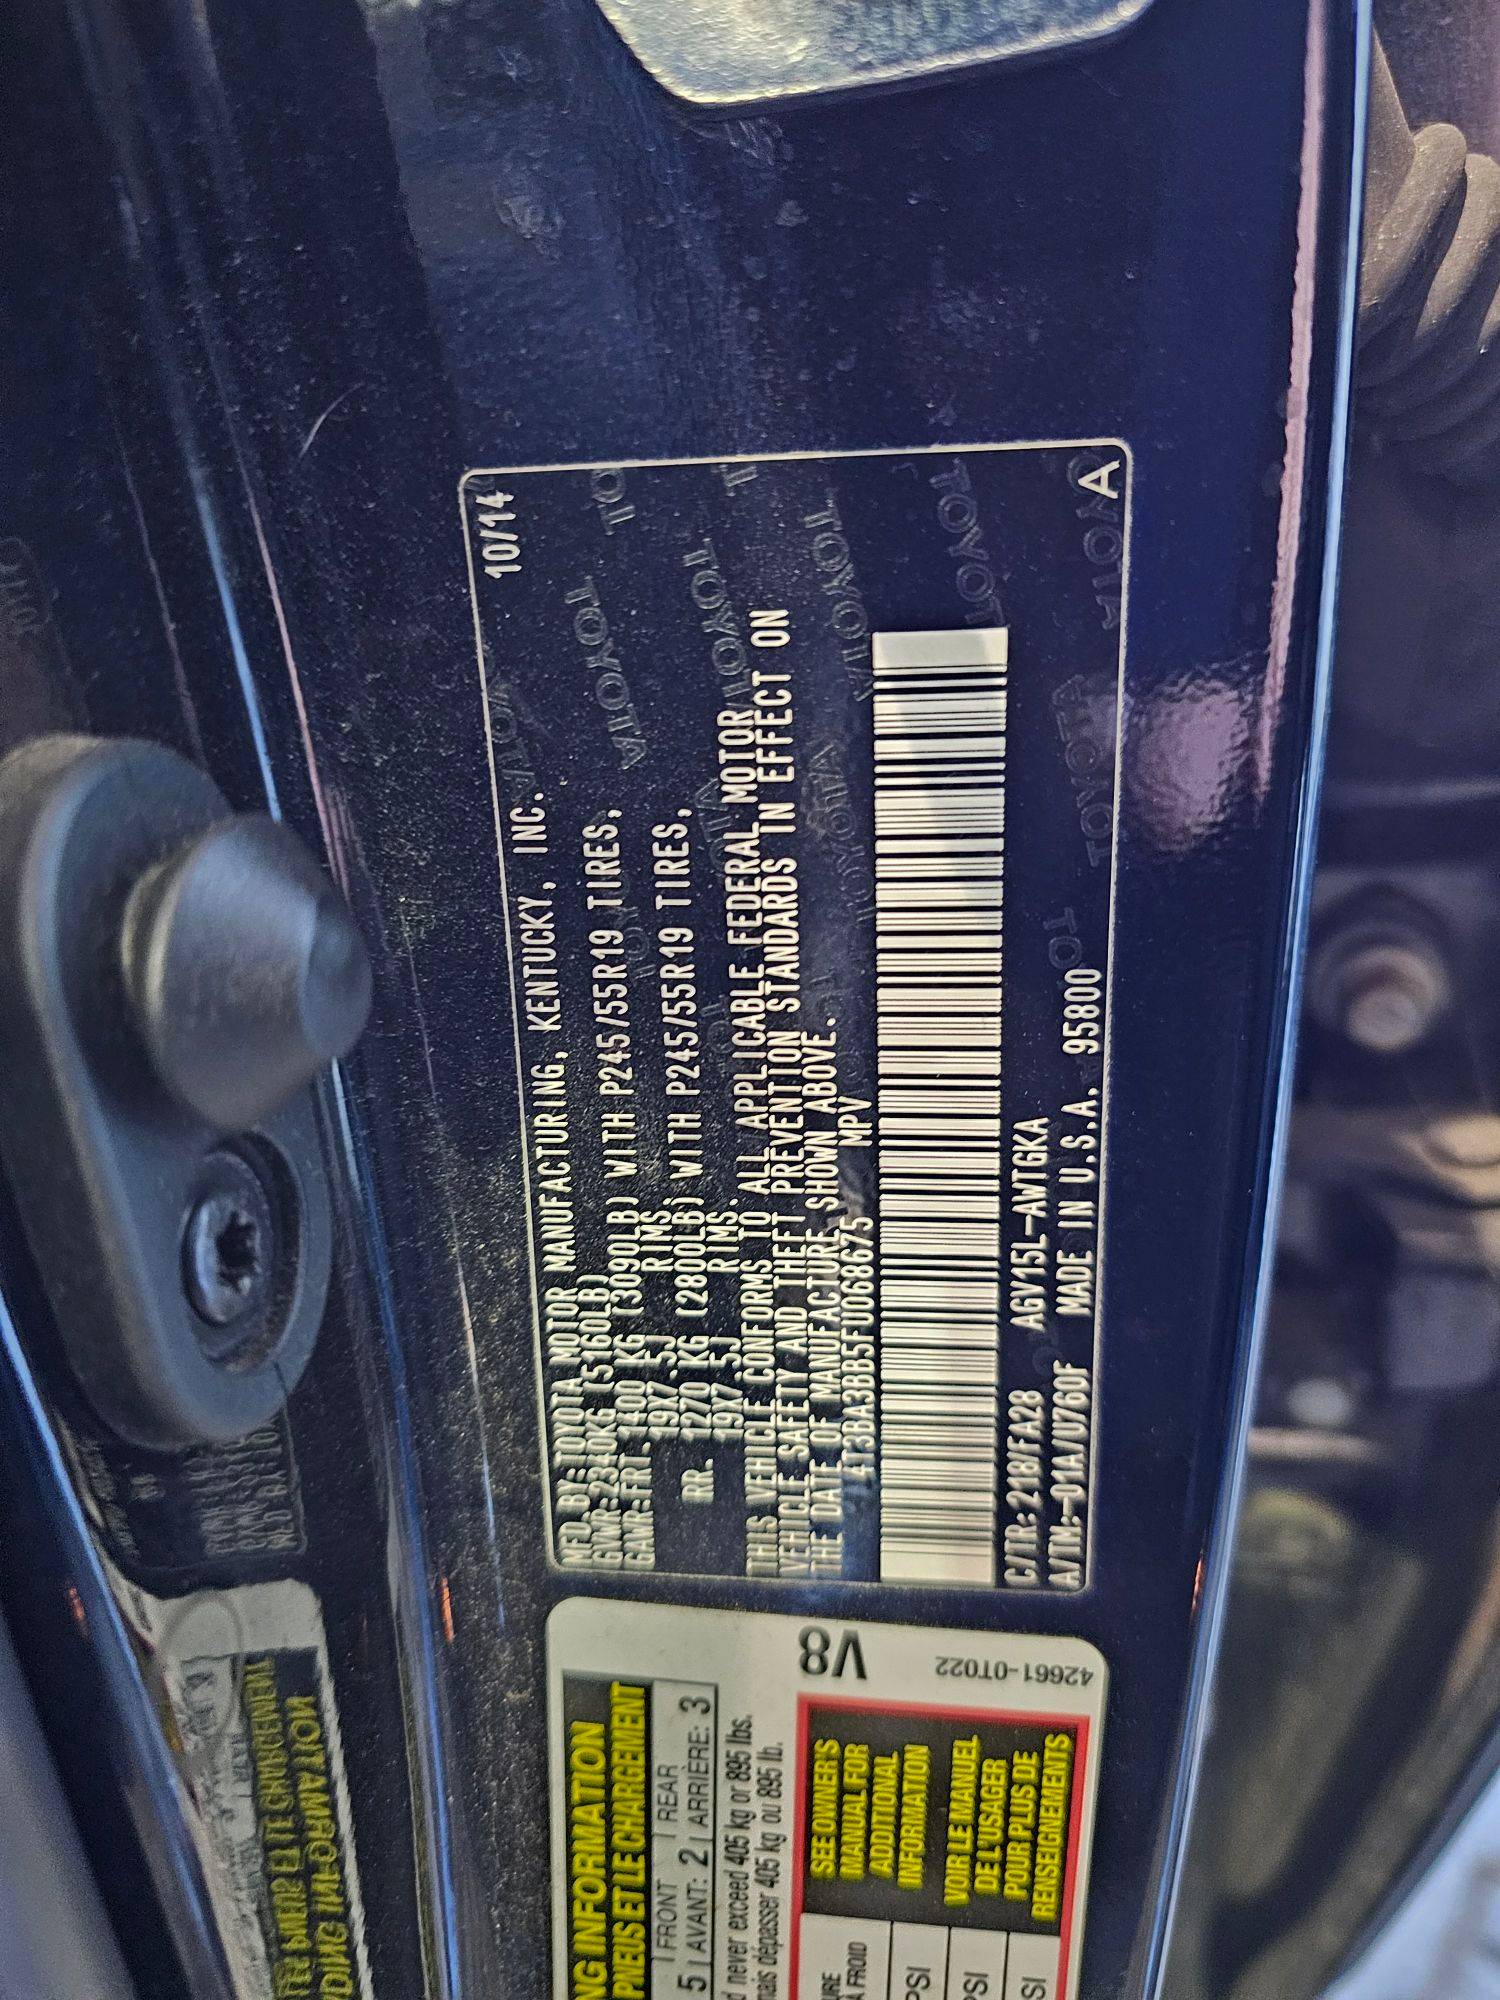 10/14
MFD.BY:TOYOTA MOTOR MANUFACTURING, KENTUCKY, INC.
GVWR:2340KG (5160LB)
GAWR:FRT.1400 KG (3090LB) WITH P245/55R19 TIRES,
19X7.5J RIMS.
RR. 1270 KG (2800LB) WITH P245/55R19 TIRES,
19X7.5J RIMS.
THIS VEHICLE CONFORMS TO ALL APPLICABLE FEDERAL MOTOR
VEHICLE SAFETY AND THEFT PREVENTION STANDARDS IN EFFECT ON
THE DATE OF MANUFACTURE SHOWN ABOVE.
4T3BA3BB5FU068675 MPV
C/TR:218/FA28 AGV15L-AWTGKA
A/TM:-01A/U760F MADE IN U.S.A. 95800
A
NG INFORMATION
PNEUS ET LE CHARGEMENT
FRONT REAR
5 AVANT: 2 ARRIÈRE: 3
d never exceed 405 kg or 895 lbs.
mais dépasser 405 kg ou 895 lb.
V8
42661-0T022
SEE OWNER'S
MANUAL FOR
ADDITIONAL
INFORMATION
VOIR LE MANUEL
DE L'USAGER
POUR PLUS DE
RENSEIGNEMENTS
URE
À FROID
PSI
PSI
SI